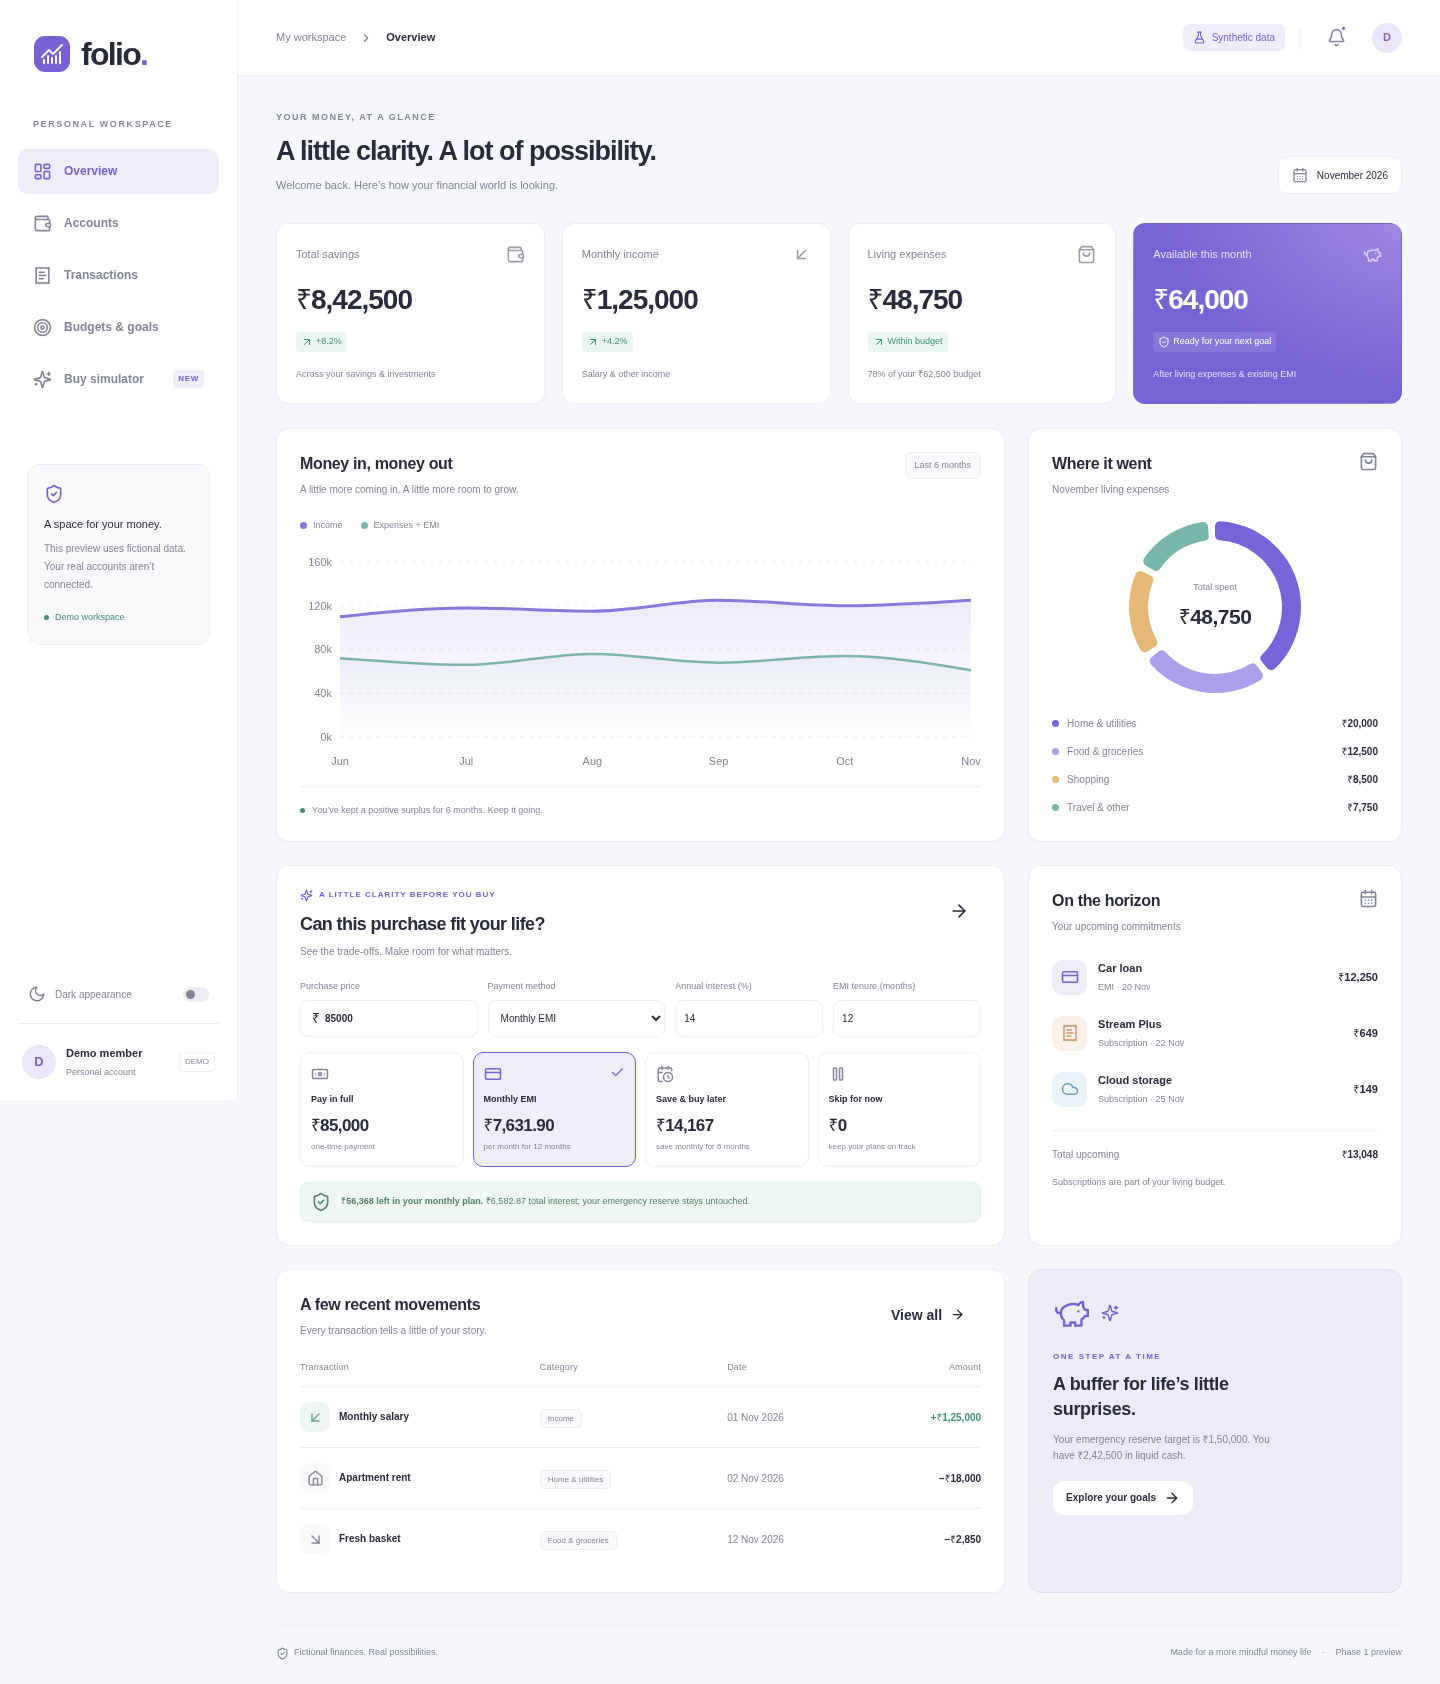 folio.
PERSONAL WORKSPACE
Overview
Accounts
Transactions
Budgets & goals
Buy simulator NEW
A space for your money.
This preview uses fictional data.
Your real accounts aren’t
connected.
Demo workspace
Dark appearance
D
Demo member
Personal account
DEMO
My workspace
Overview
Synthetic data
D
YOUR MONEY, AT A GLANCE
A little clarity. A lot of possibility.
Welcome back. Here’s how your financial world is looking.
November 2026
Total savings
₹8,42,500
+8.2%
Across your savings & investments
Monthly income
₹1,25,000
+4.2%
Salary & other income
Living expenses
₹48,750
Within budget
78% of your ₹62,500 budget
Available this month
₹64,000
Ready for your next goal
After living expenses & existing EMI
Money in, money out
Last 6 months
A little more coming in. A little more room to grow.
Income
Expenses + EMI
160k
120k
80k
40k
0k
Jun Jul Aug Sep Oct Nov
You’ve kept a positive surplus for 6 months. Keep it going.
Where it went
November living expenses
Total spent
₹48,750
Home & utilities ₹20,000
Food & groceries ₹12,500
Shopping ₹8,500
Travel & other ₹7,750
A LITTLE CLARITY BEFORE YOU BUY
Can this purchase fit your life?
See the trade-offs. Make room for what matters.
Purchase price
₹ 85000
Payment method
Monthly EMI
Annual interest (%)
14
EMI tenure (months)
12
Pay in full
₹85,000
one-time payment
Monthly EMI
₹7,631.90
per month for 12 months
Save & buy later
₹14,167
save monthly for 6 months
Skip for now
₹0
keep your plans on track
₹56,368 left in your monthly plan. ₹6,582.87 total interest; your emergency reserve stays untouched.
On the horizon
Your upcoming commitments
Car loan
EMI · 20 Nov
₹12,250
Stream Plus
Subscription · 22 Nov
₹649
Cloud storage
Subscription · 25 Nov
₹149
Total upcoming ₹13,048
Subscriptions are part of your living budget.
A few recent movements
Every transaction tells a little of your story.
View all
Transaction Category Date Amount
Monthly salary Income 01 Nov 2026 +₹1,25,000
Apartment rent Home & utilities 02 Nov 2026 −₹18,000
Fresh basket Food & groceries 12 Nov 2026 −₹2,850
ONE STEP AT A TIME
A buffer for life’s little
surprises.
Your emergency reserve target is ₹1,50,000. You
have ₹2,42,500 in liquid cash.
Explore your goals
Fictional finances. Real possibilities.
Made for a more mindful money life · Phase 1 preview